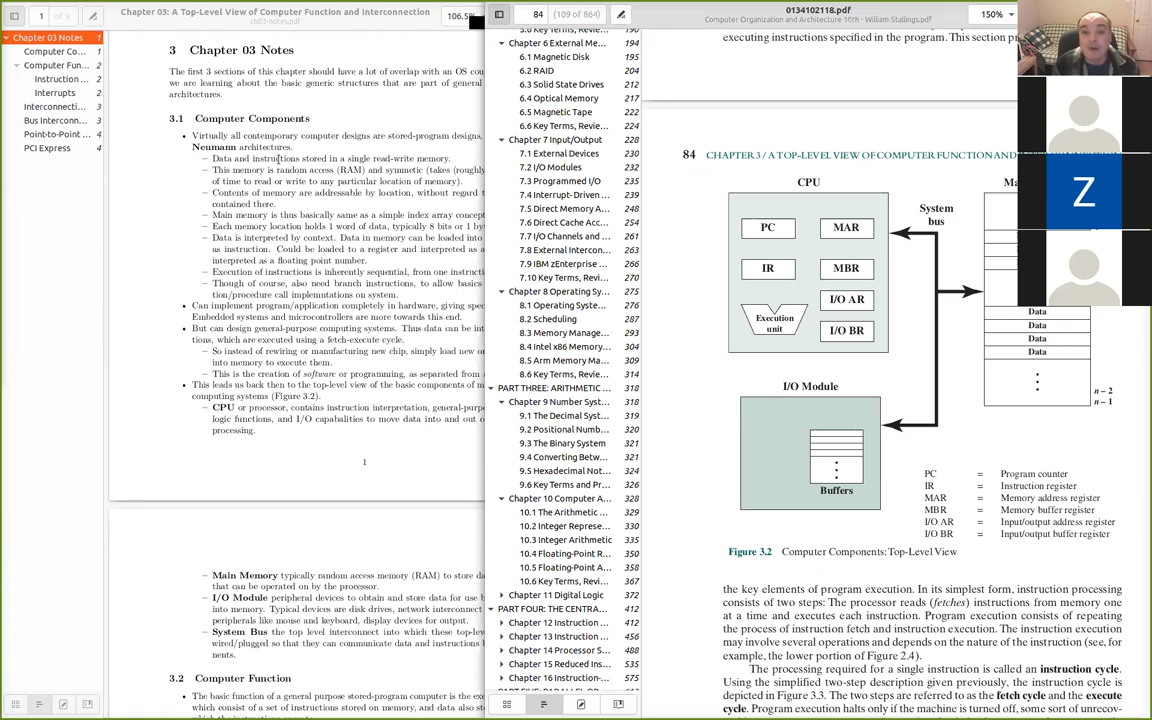 Chapter 03: A Top-Level View of Computer Function and Interconnection
ch03-notes.pdf
1 of 5
106.5%
Chapter 03 Notes 1
Computer Co... 1
Computer Fun... 2
Instruction ... 2
Interrupts 2
Interconnecti... 3
Bus Interconn... 3
Point-to-Point ... 4
PCI Express 4
3 Chapter 03 Notes
The first 3 sections of this chapter should have a lot of overlap with an OS cou
we are learning about the basic generic structures that are part of general
architectures.
3.1 Computer Components
• Virtually all contemporary computer designs are stored-program designs,
Neumann architectures.
– Data and instructions stored in a single read-write memory.
– This memory is random access (RAM) and symmetric (takes (roughly
of time to read or write to any particular location of memory).
– Contents of memory are addressable by location, without regard t
contained there.
– Main memory is thus basically same as a simple index array concept
– Each memory location holds 1 word of data, typically 8 bits or 1 by
– Data is interpreted by context. Data in memory can be loaded into
as instruction. Could be loaded to a register and interpreted as a
interpreted as a floating point number.
– Execution of instructions is inherently sequential, from one instructi
– Though of course, also need branch instructions, to allow basics
tion/procedure call implemnutations on system.
• Can implement program/application completely in hardware, giving spec
Embedded systems and microcontrollers are more towards this end.
• But can design general-purpose computing systems. Thus data can be int
tions, which are executed using a fetch-execute cycle.
– So instead of rewiring or manufacturing new chip, simply load new or
into memory to execute them.
– This is the creation of software or programming, as separated from
• This leads us back then to the top-level view of the basic components of m
computing systems (Figure 3.2).
– CPU or processor, contains instruction interpretation, general-purpo
logic functions, and I/O capabalities to move data into and out o
processing.
1
– Main Memory typically random access memory (RAM) to store da
that can be operated on by the processor.
– I/O Module peripheral devices to obtain and store data for use b
into memory. Typical devices are disk drives, network interconnect
peripherals like mouse and keyboard, display devices for output.
– System Bus the top level interconnect into which these top-leve
wired/plugged so that they can communicate data and instructions b
nents.
3.2 Computer Function
• The basic function of a general purpose stored-program computer is the exe
which consist of a set of instructions stored on memory, and data also sto
84 (109 of 864)
0134102118.pdf
Computer Organization and Architecture 10th - William Stallings.pdf
150%
5.6 Key Terms, Revie... 190
Chapter 6 External Me... 194
6.1 Magnetic Disk 195
6.2 RAID 204
6.3 Solid State Drives 212
6.4 Optical Memory 217
6.5 Magnetic Tape 222
6.6 Key Terms, Revie... 224
Chapter 7 Input/Output 228
7.1 External Devices 230
7.2 I/O Modules 232
7.3 Programmed I/O 235
7.4 Interrupt- Driven ... 239
7.5 Direct Memory A... 248
7.6 Direct Cache Acc... 254
7.7 I/O Channels and ... 261
7.8 External Intercon... 263
7.9 IBM zEnterprise ... 266
7.10 Key Terms, Revi... 270
Chapter 8 Operating Sy... 275
8.1 Operating Syste... 276
8.2 Scheduling 287
8.3 Memory Manage... 293
8.4 Intel x86 Memory... 304
8.5 Arm Memory Ma... 309
8.6 Key Terms, Revie... 314
PART THREE: ARITHMETIC ... 318
Chapter 9 Number Syst... 318
9.1 The Decimal Syst... 319
9.2 Positional Numb... 320
9.3 The Binary System 321
9.4 Converting Betw... 321
9.5 Hexadecimal Not... 324
9.6 Key Terms and Pr... 326
Chapter 10 Computer A... 328
10.1 The Arithmetic ... 329
10.2 Integer Represe... 330
10.3 Integer Arithmetic 335
10.4 Floating-Point R... 350
10.5 Floating-Point A... 358
10.6 Key Terms, Revi... 367
Chapter 11 Digital Logic 372
PART FOUR: THE CENTRA... 412
Chapter 12 Instruction ... 412
Chapter 13 Instruction ... 456
Chapter 14 Processor S... 488
Chapter 15 Reduced Ins... 535
Chapter 16 Instruction-... 575
executing instructions specified in the program. This section pr
84 CHAPTER 3 / A TOP-LEVEL VIEW OF COMPUTER FUNCTION AND
CPU
PC MAR
IR MBR
I/O AR
Execution
unit
I/O BR
System
bus
Ma
Data
Data
Data
Data
n – 2
n – 1
I/O Module
Buffers
PC = Program counter
IR = Instruction register
MAR = Memory address register
MBR = Memory buffer register
I/O AR = Input/output address register
I/O BR = Input/output buffer register
Figure 3.2 Computer Components: Top-Level View
the key elements of program execution. In its simplest form, instruction processing
consists of two steps: The processor reads (fetches) instructions from memory one
at a time and executes each instruction. Program execution consists of repeating
the process of instruction fetch and instruction execution. The instruction execution
may involve several operations and depends on the nature of the instruction (see, for
example, the lower portion of Figure 2.4).
The processing required for a single instruction is called an instruction cycle.
Using the simplified two-step description given previously, the instruction cycle is
depicted in Figure 3.3. The two steps are referred to as the fetch cycle and the execute
cycle. Program execution halts only if the machine is turned off, some sort of unrecov-
Z